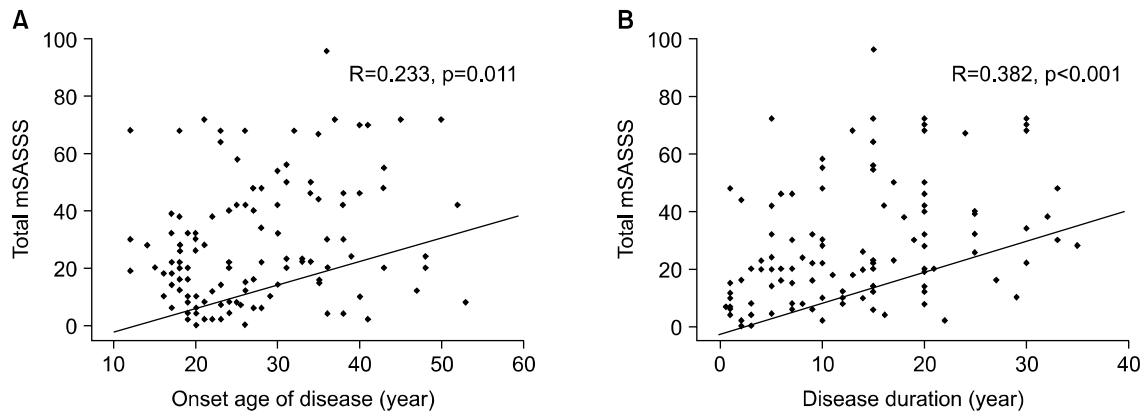 A
Total mSASSS
100
80
60
40
20
0
R=0.233, p=0.011
10 20 30 40 50 60
Onset age of disease (year)
B
Total mSASSS
100
80
60
40
20
0
R=0.382, p<0.001
0 10 20 30 40
Disease duration (year)